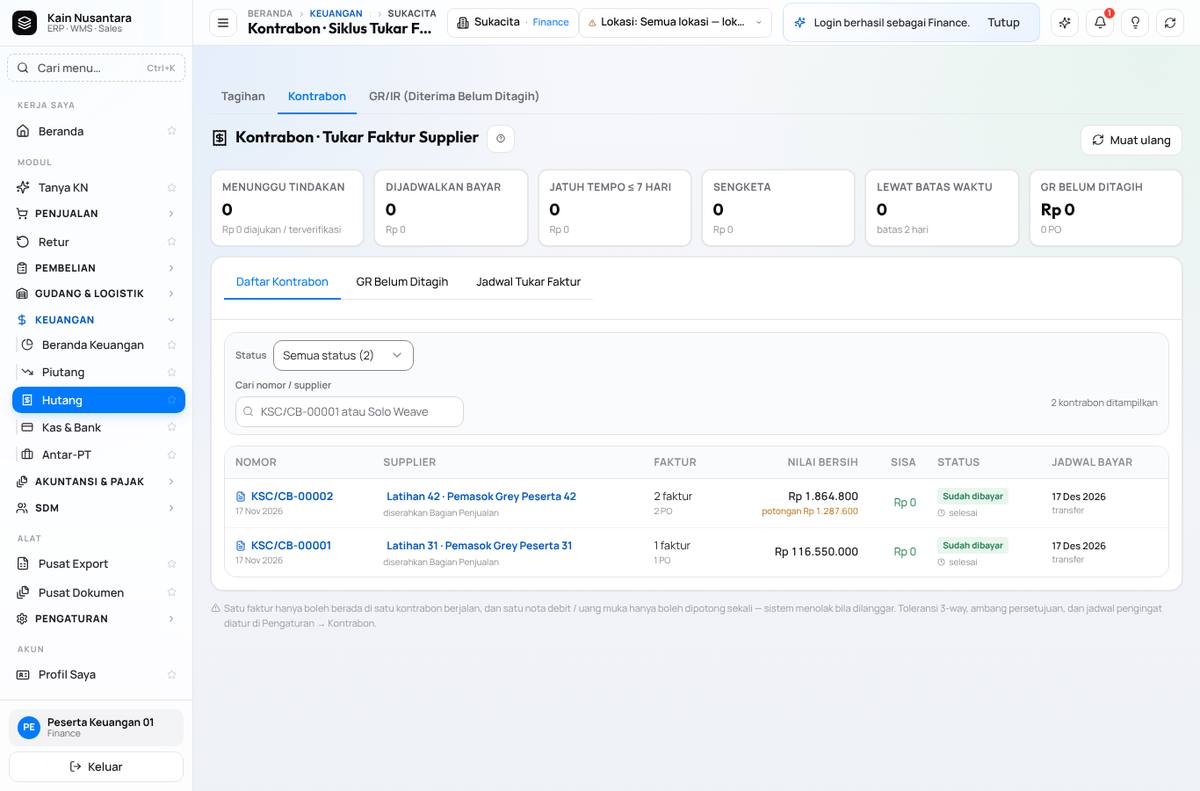 Kain Nusantara
ERP · WMS · Sales
Cari menu... Ctrl+K
KERJA SAYA
Beranda
MODUL
Tanya KN
PENJUALAN
Retur
PEMBELIAN
GUDANG & LOGISTIK
KEUANGAN
Beranda Keuangan
Piutang
Hutang
Kas & Bank
Antar-PT
AKUNTANSI & PAJAK
SDM
ALAT
Pusat Export
Pusat Dokumen
PENGATURAN
AKUN
Profil Saya
PE Peserta Keuangan 01
Finance
Keluar
BERANDA > KEUANGAN > SUKACITA
Kontrabon · Siklus Tukar F...
Sukacita · Finance
Lokasi: Semua lokasi — lok...
Login berhasil sebagai Finance. Tutup
1
Tagihan Kontrabon GR/IR (Diterima Belum Ditagih)
Kontrabon · Tukar Faktur Supplier
Muat ulang
MENUNGGU TINDAKAN
0
Rp 0 diajukan / terverifikasi
DIJADWALKAN BAYAR
0
Rp 0
JATUH TEMPO ≤ 7 HARI
0
Rp 0
SENGKETA
0
Rp 0
LEWAT BATAS WAKTU
0
batas 2 hari
GR BELUM DITAGIH
Rp 0
0 PO
Daftar Kontrabon GR Belum Ditagih Jadwal Tukar Faktur
Status Semua status (2)
Cari nomor / supplier
KSC/CB-00001 atau Solo Weave
2 kontrabon ditampilkan
NOMOR SUPPLIER FAKTUR NILAI BERSIH SISA STATUS JADWAL BAYAR
KSC/CB-00002 Latihan 42 · Pemasok Grey Peserta 42 2 faktur Rp 1.864.800 Rp 0 Sudah dibayar 17 Des 2026
17 Nov 2026 diserahkan Bagian Penjualan 2 PO potongan Rp 1.287.600 selesai transfer
KSC/CB-00001 Latihan 31 · Pemasok Grey Peserta 31 1 faktur Rp 116.550.000 Rp 0 Sudah dibayar 17 Des 2026
17 Nov 2026 diserahkan Bagian Penjualan 1 PO selesai transfer
Satu faktur hanya boleh berada di satu kontrabon berjalan, dan satu nota debit / uang muka hanya boleh dipotong sekali — sistem menolak bila dilanggar. Toleransi 3-way, ambang persetujuan, dan jadwal pengingat
diatur di Pengaturan → Kontrabon.